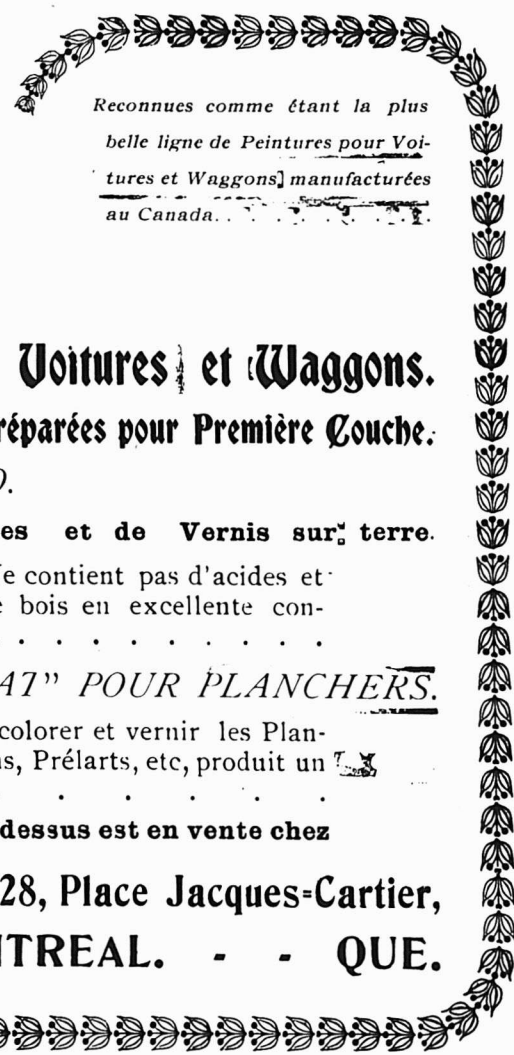 Reconnues comme étant la plus
belle ligne de Peintures pour Voi-
tures et Waggons manufacturées
au Canada. . . . . . . . .
Voitures et Waggons.
réparées pour Première Couche.
O.
es et de Vernis sur terre.
e contient pas d'acides et
e bois en excellente con-
. . . . . . . . . .
AT" POUR PLANCHERS.
colorer et vernir les Plan-
ns, Prélarts, etc, produit un
. . . . . .
dessus est en vente chez
28, Place Jacques=Cartier,
NTREAL. - - QUE.